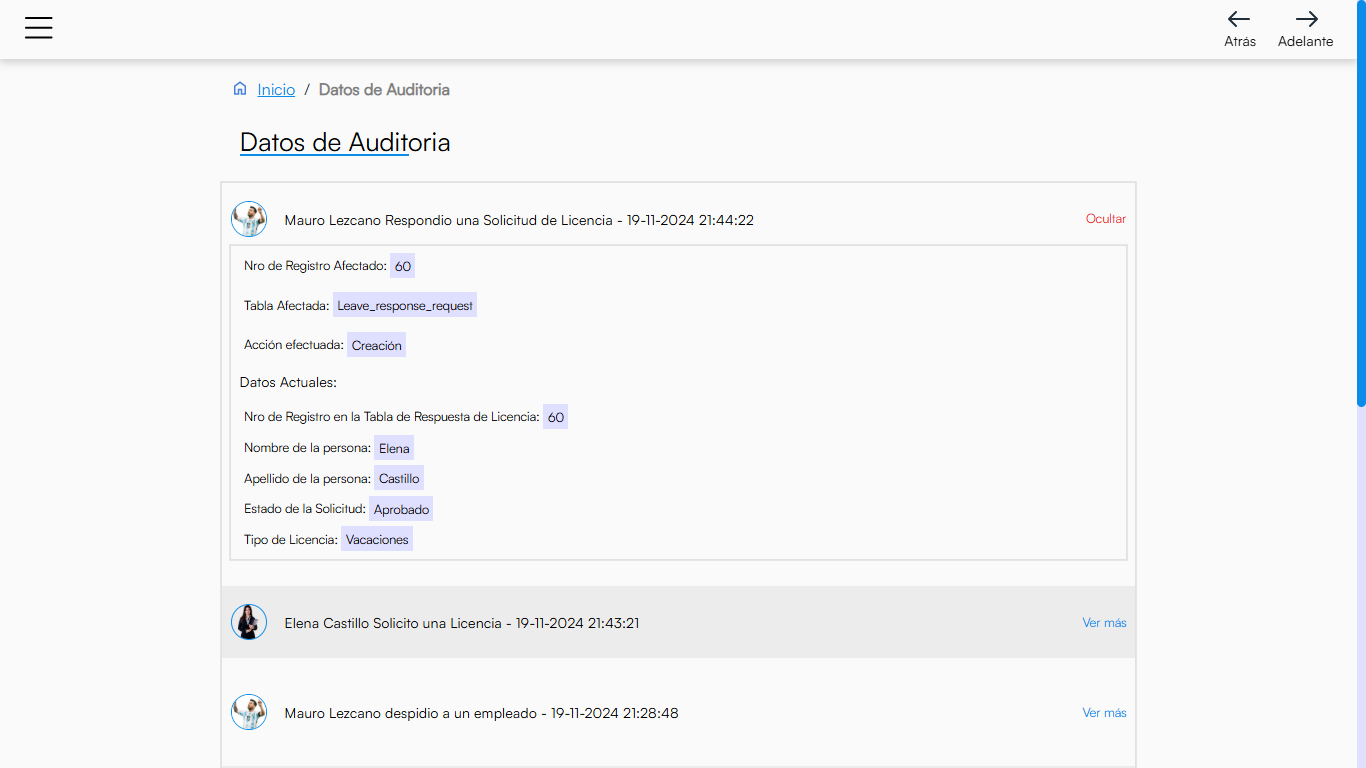 Atrás
Adelante
Inicio / Datos de Auditoria
Datos de Auditoria
Mauro Lezcano Respondio una Solicitud de Licencia - 19-11-2024 21:44:22 Ocultar
Nro de Registro Afectado: 60
Tabla Afectada: Leave_response_request
Acción efectuada: Creación
Datos Actuales:
Nro de Registro en la Tabla de Respuesta de Licencia: 60
Nombre de la persona: Elena
Apellido de la persona: Castillo
Estado de la Solicitud: Aprobado
Tipo de Licencia: Vacaciones
Elena Castillo Solicito una Licencia - 19-11-2024 21:43:21 Ver más
Mauro Lezcano despidio a un empleado - 19-11-2024 21:28:48 Ver más